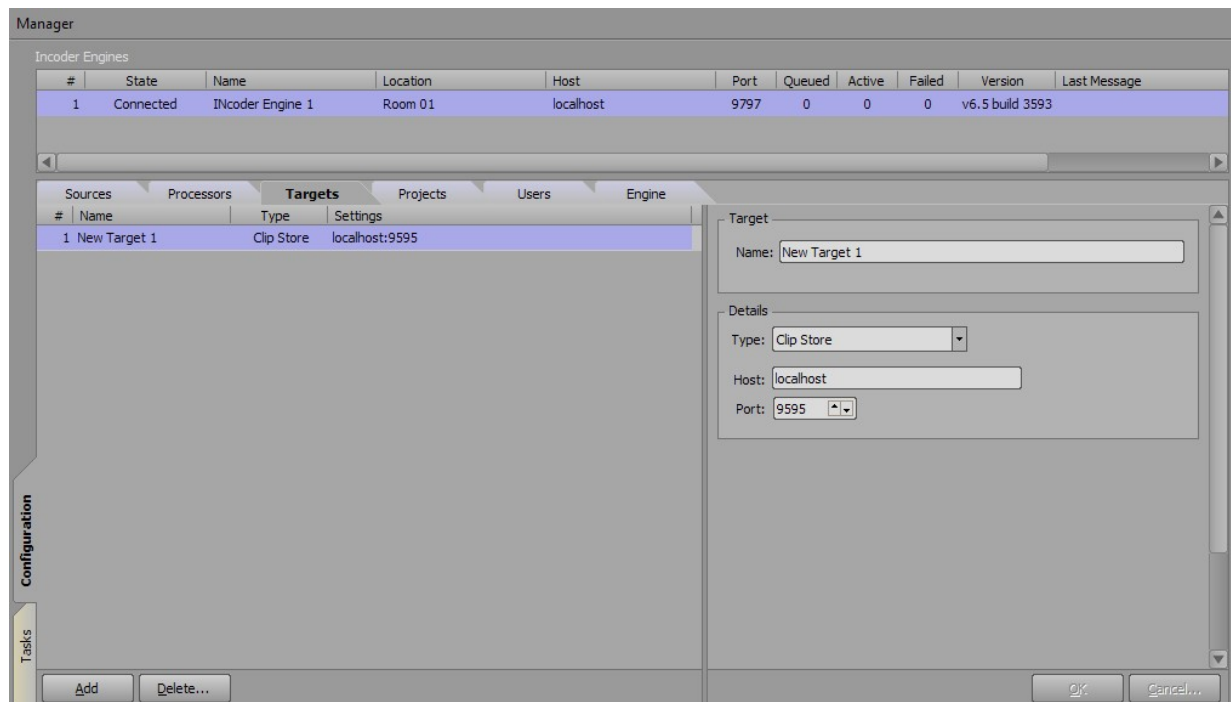 Manager
Incoder Engines
# State Name Location Host Port Queued Active Failed Version Last Message
1 Connected INcoder Engine 1 Room 01 localhost 9797 0 0 0 v6.5 build 3593
Sources Processors Targets Projects Users Engine
# Name Type Settings
1 New Target 1 Clip Store localhost:9595
Target
Name: New Target 1
Details
Type: Clip Store
Host: localhost
Port: 9595
Configuration
Tasks
Add Delete... OK Cancel...